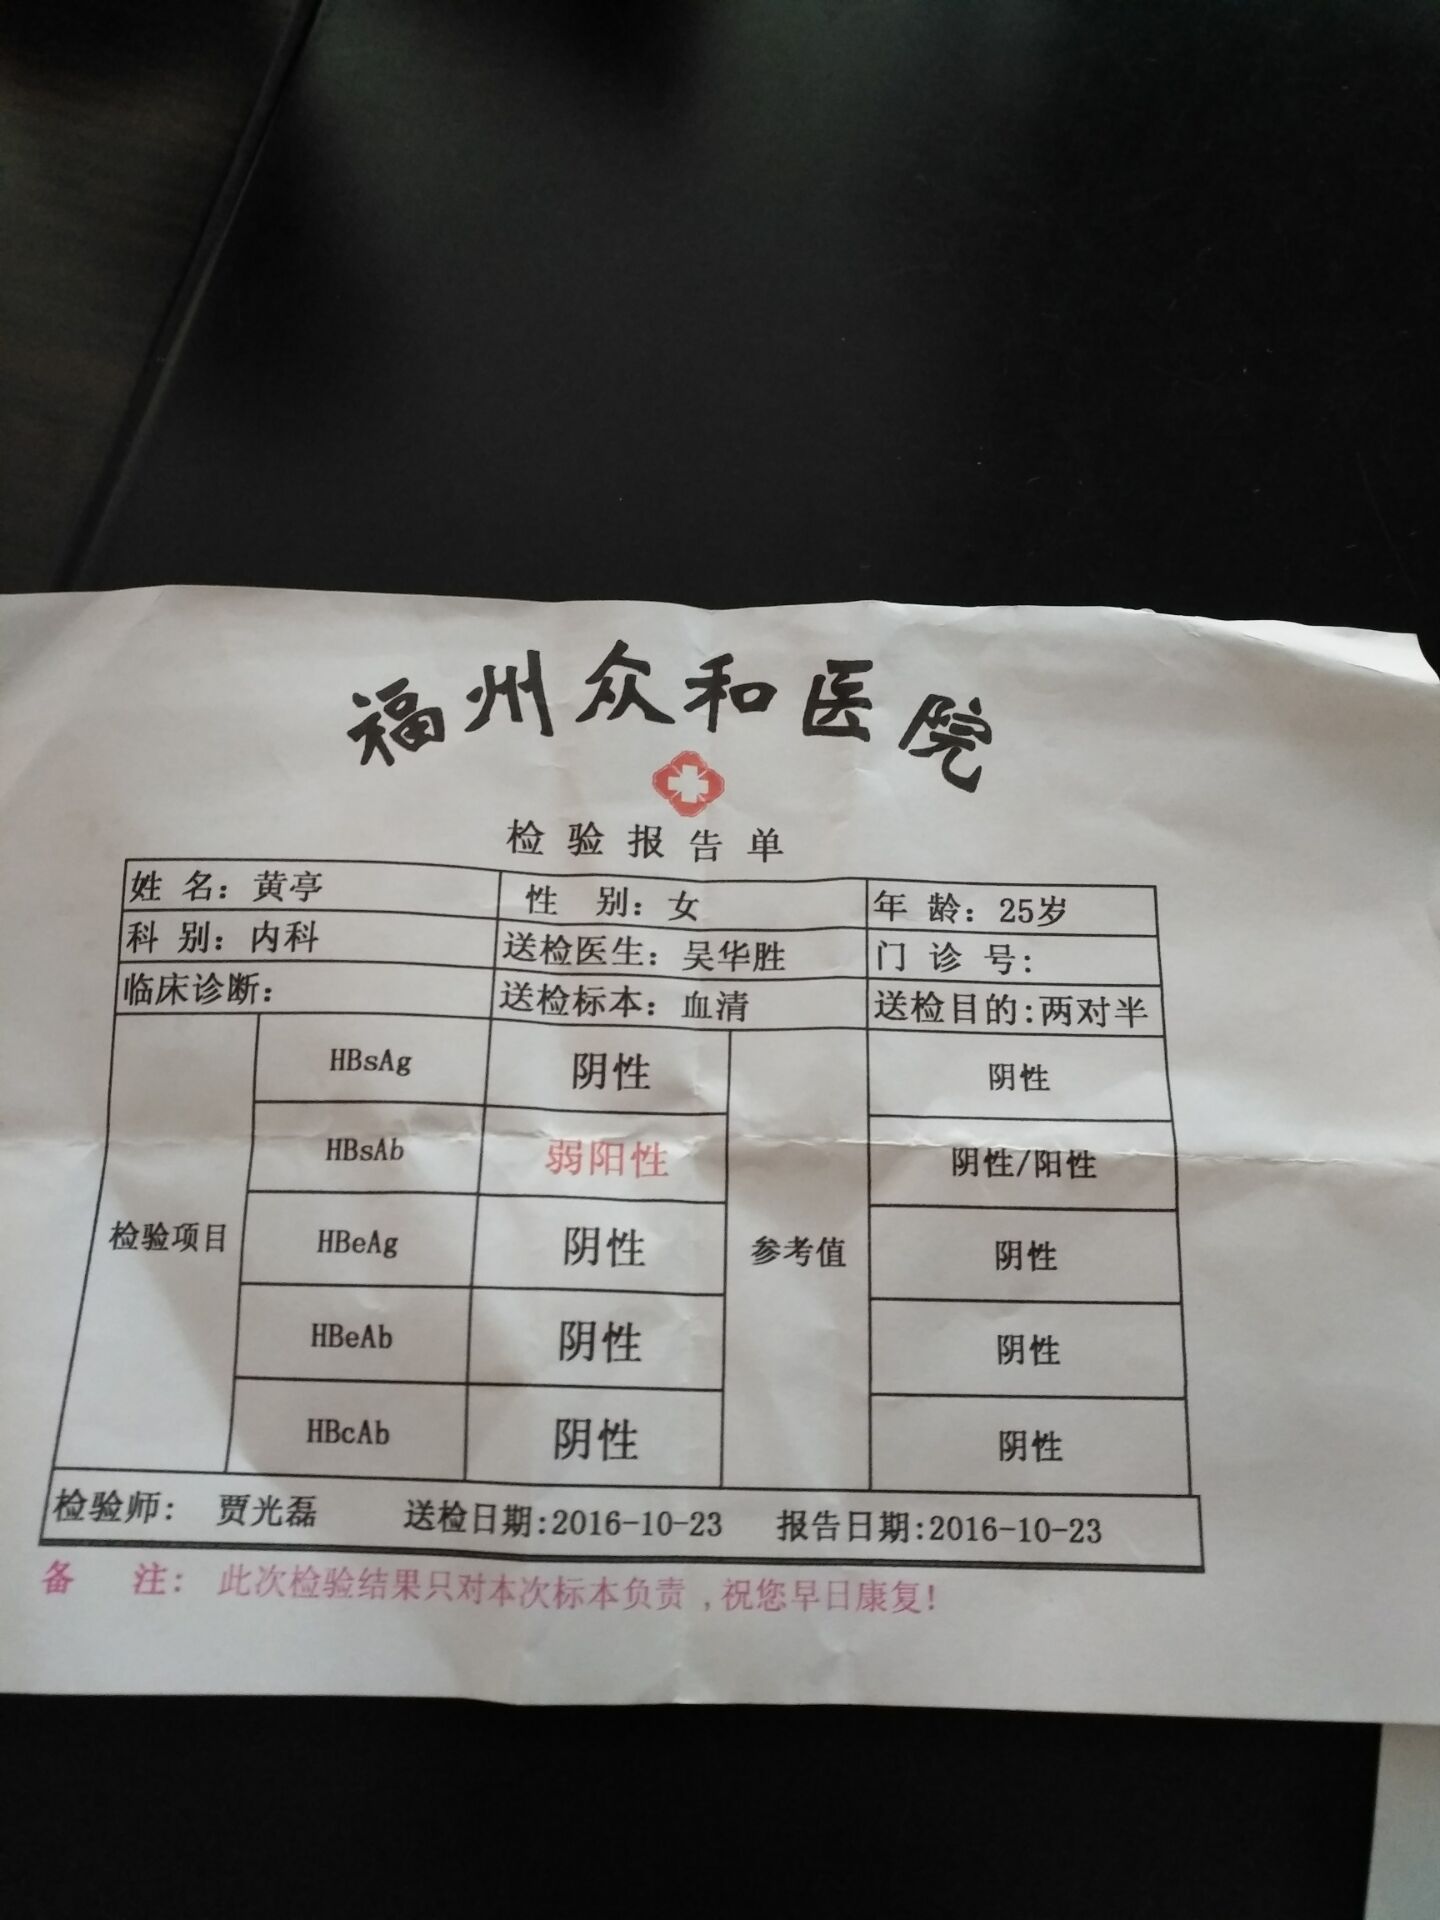 福州众和医院
检验报告单
姓 名：黄亭 性 别：女 年 龄：25岁
科 别：内科 送检医生：吴华胜 门 诊 号:
临床诊断： 送检标本：血清 送检目的:两对半
HBsAg 阴性 阴性
HBsAb 弱阳性 阴性/阳性
检验项目 HBeAg 阴性 参考值 阴性
HBeAb 阴性 阴性
HBcAb 阴性 阴性
检验师: 贾光磊 送检日期:2016-10-23 报告日期:2016-10-23
备 注: 此次检验结果只对本次标本负责,祝您早日康复!